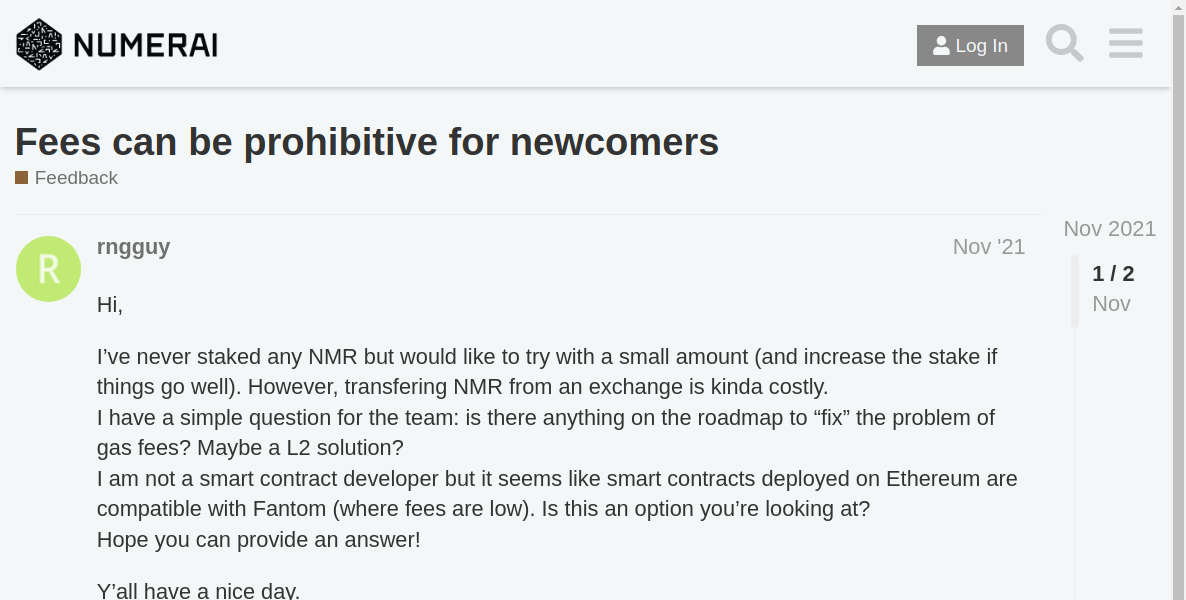 NUMERAI
Log In
Fees can be prohibitive for newcomers
Feedback
R
rngguy
Nov '21
Nov 2021
1 / 2
Nov
Hi,
I’ve never staked any NMR but would like to try with a small amount (and increase the stake if
things go well). However, transfering NMR from an exchange is kinda costly.
I have a simple question for the team: is there anything on the roadmap to “fix” the problem of
gas fees? Maybe a L2 solution?
I am not a smart contract developer but it seems like smart contracts deployed on Ethereum are
compatible with Fantom (where fees are low). Is this an option you’re looking at?
Hope you can provide an answer!
Y’all have a nice day.